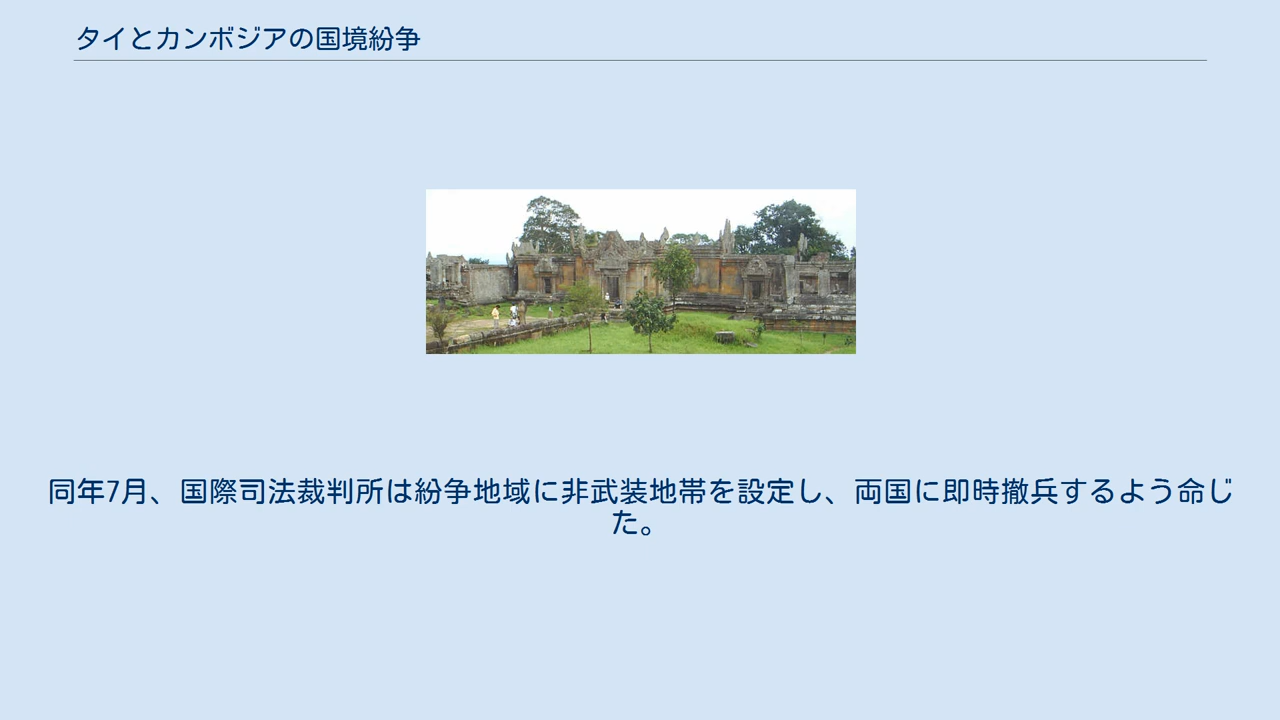 タイとカンボジアの国境紛争
同年7月、国際司法裁判所は紛争地域に非武装地帯を設定し、両国に即時撤兵するよう命じ
た。